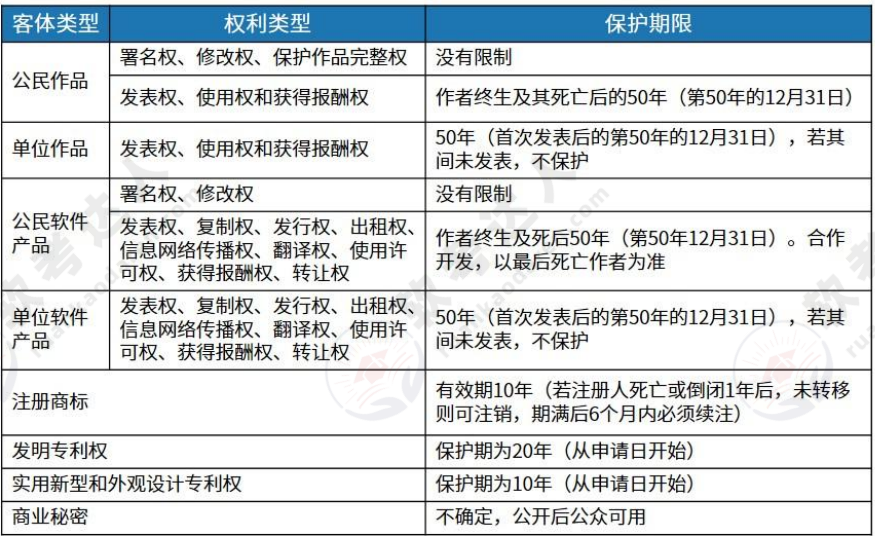 客体类型 权利类型 保护期限
公民作品
署名权、修改权、保护作品完整权 没有限制
发表权、使用权和获得报酬权 作者终生及其死亡后的50年（第50年的12月31日）
单位作品 发表权、使用权和获得报酬权
50年（首次发表后的第50年的12月31日），若其
间未发表，不保护
公民软件
产品
署名权、修改权 没有限制
发表权、复制权、发行权、出租权、
信息网络传播权、翻译权、使用许
可权、获得报酬权、转让权
作者终生及死后50年（第50年12月31日）。合作
开发，以最后死亡作者为准
单位软件
产品
发表权、复制权、发行权、出租权、
信息网络传播权、翻译权、使用许
可权、获得报酬权、转让权
50年（首次发表后的第50年的12月31日），若其
间未发表，不保护
注册商标
有效期10年（若注册人死亡或倒闭1年后，未转移
则可注销，期满后6个月内必须续注）
发明专利权 保护期为20年（从申请日开始）
实用新型和外观设计专利权 保护期为10年（从申请日开始）
商业秘密 不确定，公开后公众可用
软考达人